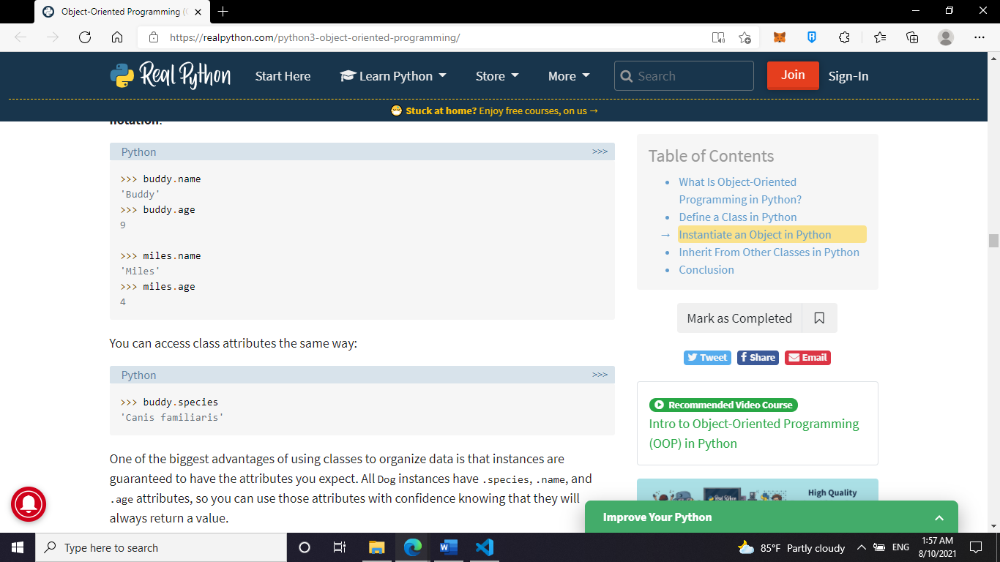 Object-Oriented Programming (
https://realpython.com/python3-object-oriented-programming/
Real Python
Start Here
Learn Python
Store
More
Search
Join
Sign-In
Stuck at home? Enjoy free courses, on us →
notation:
Python
>>>
>>> buddy.name
'Buddy'
>>> buddy.age
9
>>> miles.name
'Miles'
>>> miles.age
4
You can access class attributes the same way:
Python
>>>
>>> buddy.species
'Canis familiaris'
One of the biggest advantages of using classes to organize data is that instances are
guaranteed to have the attributes you expect. All Dog instances have .species, .name, and
.age attributes, so you can use those attributes with confidence knowing that they will
always return a value.
Table of Contents
• What Is Object-Oriented
Programming in Python?
• Define a Class in Python
→ Instantiate an Object in Python
• Inherit From Other Classes in Python
• Conclusion
Mark as Completed
Tweet
Share
Email
Recommended Video Course
Intro to Object-Oriented Programming
(OOP) in Python
Real Python
High Quality
Improve Your Python
Type here to search
85°F Partly cloudy
ENG
1:57 AM
8/10/2021